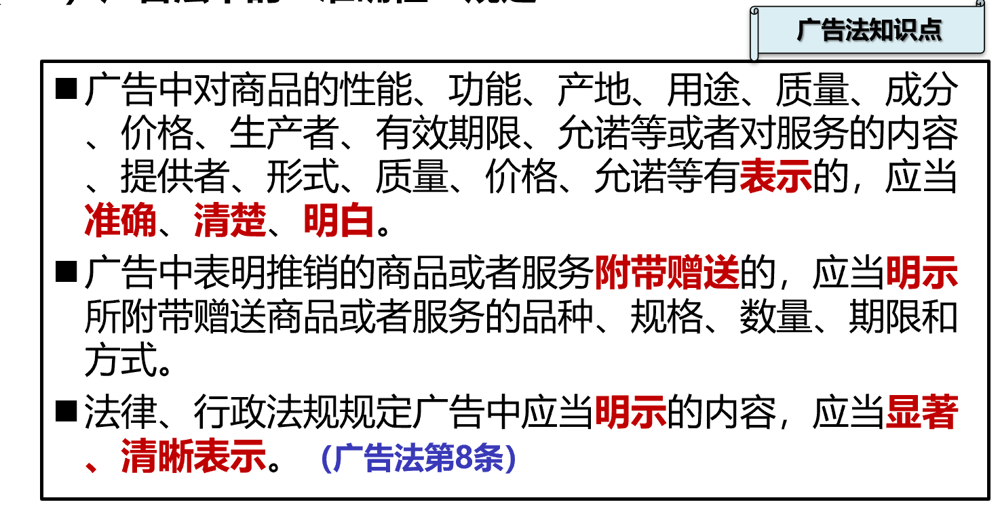 广告法知识点
■广告中对商品的性能、功能、产地、用途、质量、成分
、价格、生产者、有效期限、允诺等或者对服务的内容
、提供者、形式、质量、价格、允诺等有表示的，应当
准确、清楚、明白。
■广告中表明推销的商品或者服务附带赠送的，应当明示
所附带赠送商品或者服务的品种、规格、数量、期限和
方式。
■法律、行政法规规定广告中应当明示的内容，应当显著
、清晰表示。（广告法第8条）